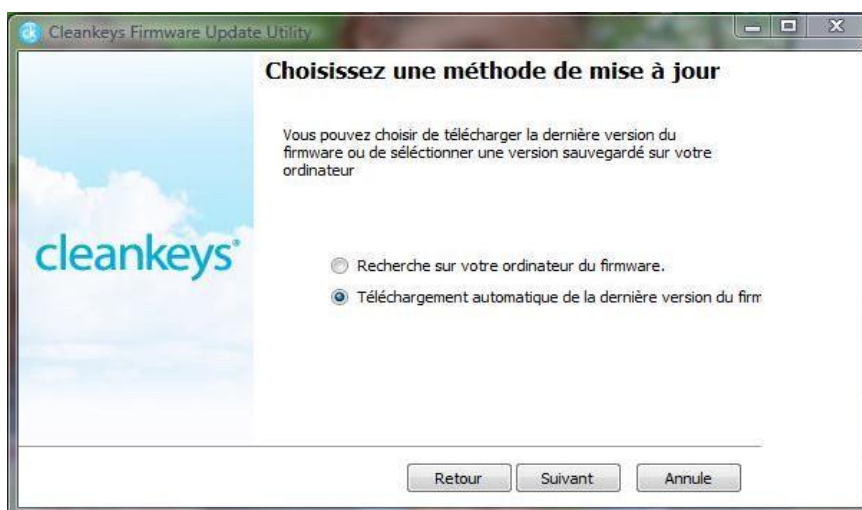 Cleankeys Firmware Update Utility
Choisissez une méthode de mise à jour
Vous pouvez choisir de télécharger la dernière version du
firmware ou de séléctionner une version sauvegardé sur votre
ordinateur
cleankeys®
Recherche sur votre ordinateur du firmware.
Téléchargement automatique de la dernière version du firm
Retour Suivant Annule